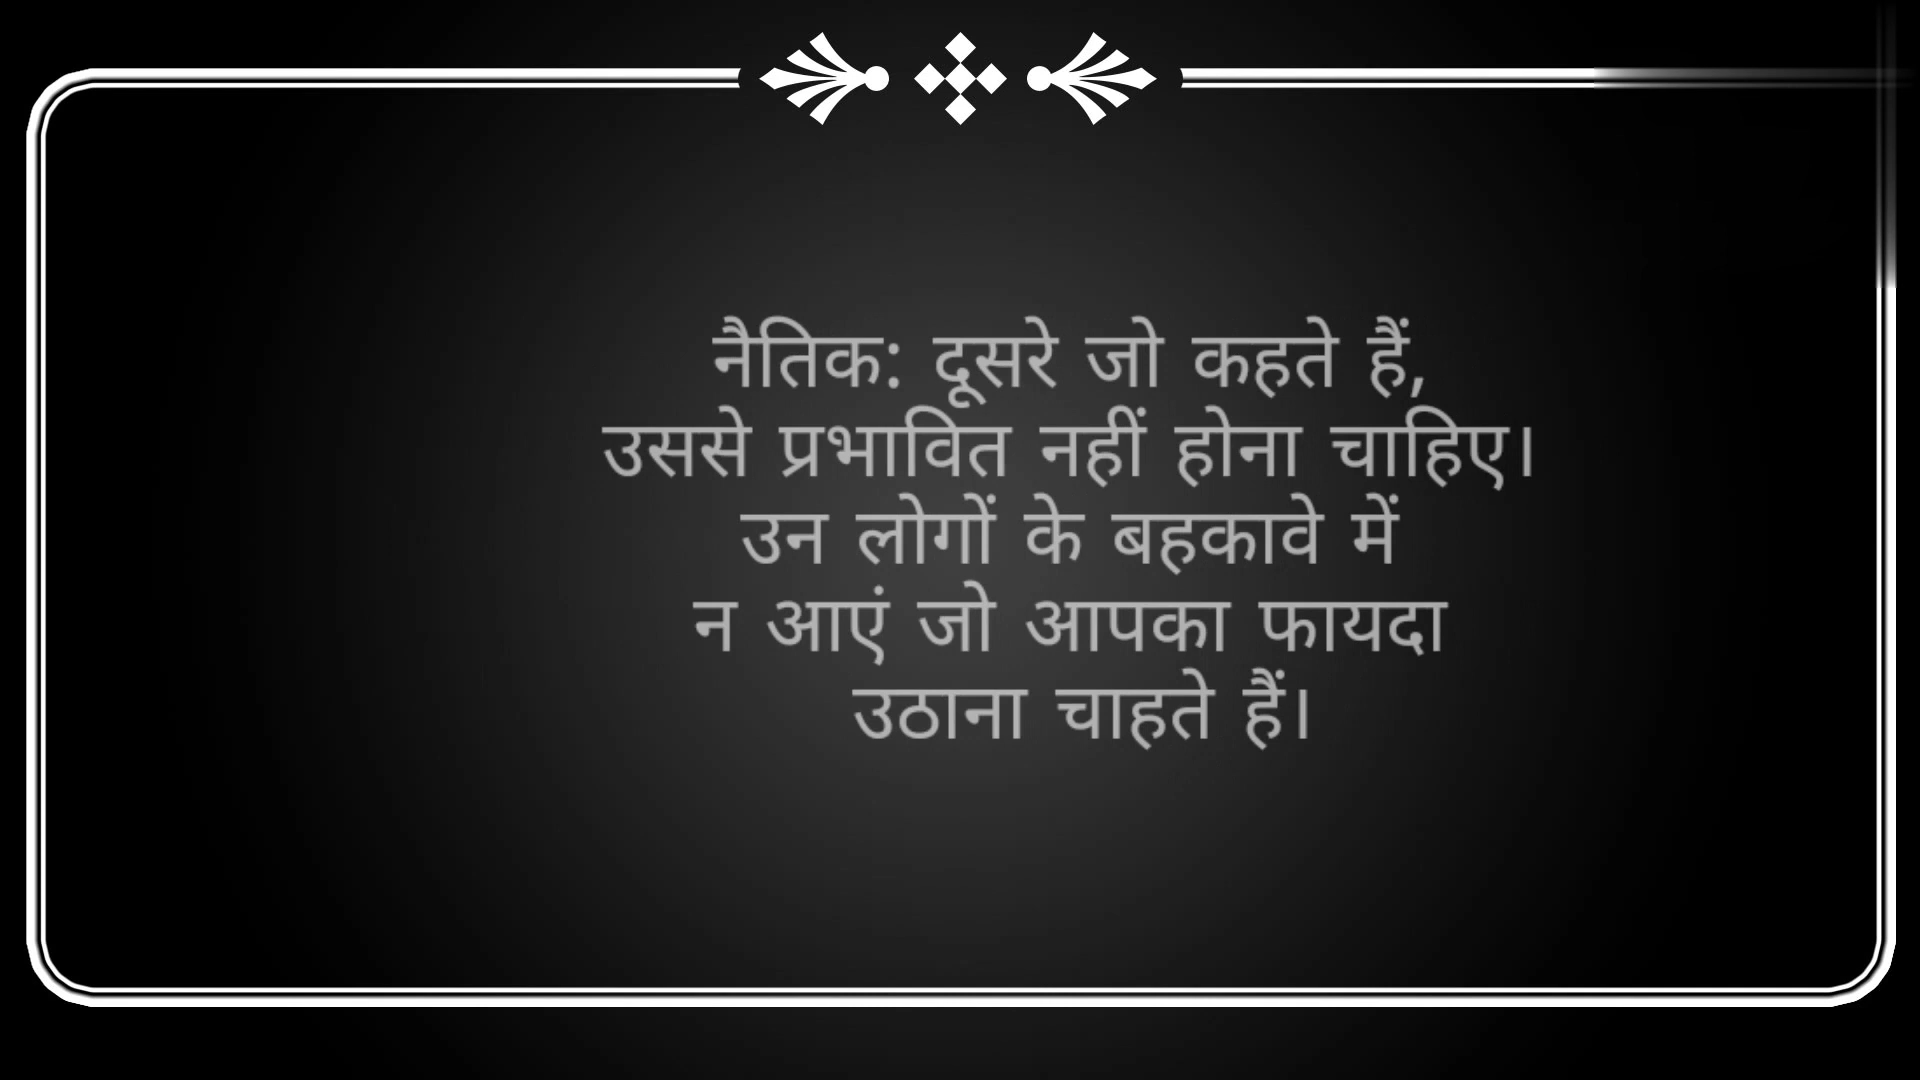 नैतिक: दूसरे जो कहते हैं,
उससे प्रभावित नहीं होना चाहिए।
उन लोगों के बहकावे में
न आएं जो आपका फायदा
उठाना चाहते हैं।